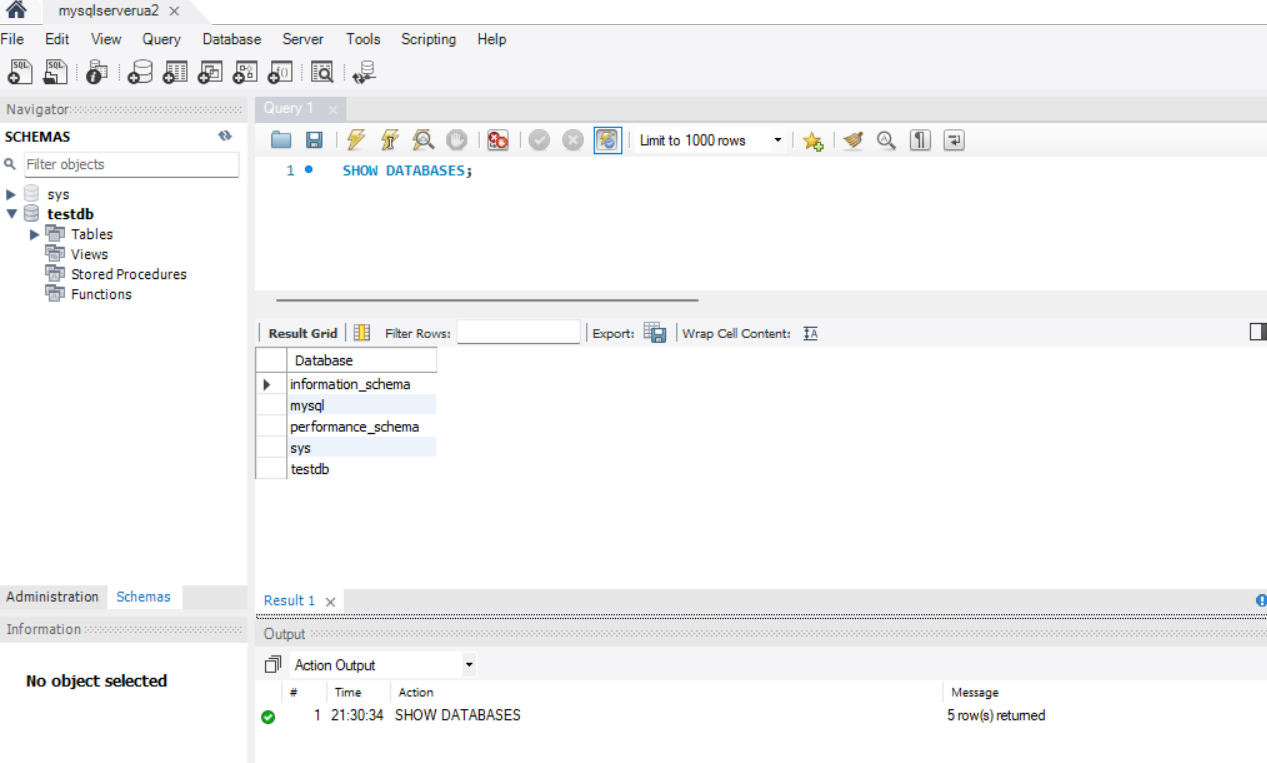 mysqlserverua2
File Edit View Query Database Server Tools Scripting Help
Navigator
SCHEMAS
Filter objects
sys
testdb
Tables
Views
Stored Procedures
Functions
Administration Schemas
Information
No object selected
Query 1
Limit to 1000 rows
1 SHOW DATABASES;
Result Grid Filter Rows: Export: Wrap Cell Content:
Database
information_schema
mysql
performance_schema
sys
testdb
Result 1
Output
Action Output
# Time Action Message
1 21:30:34 SHOW DATABASES 5 row(s) returned